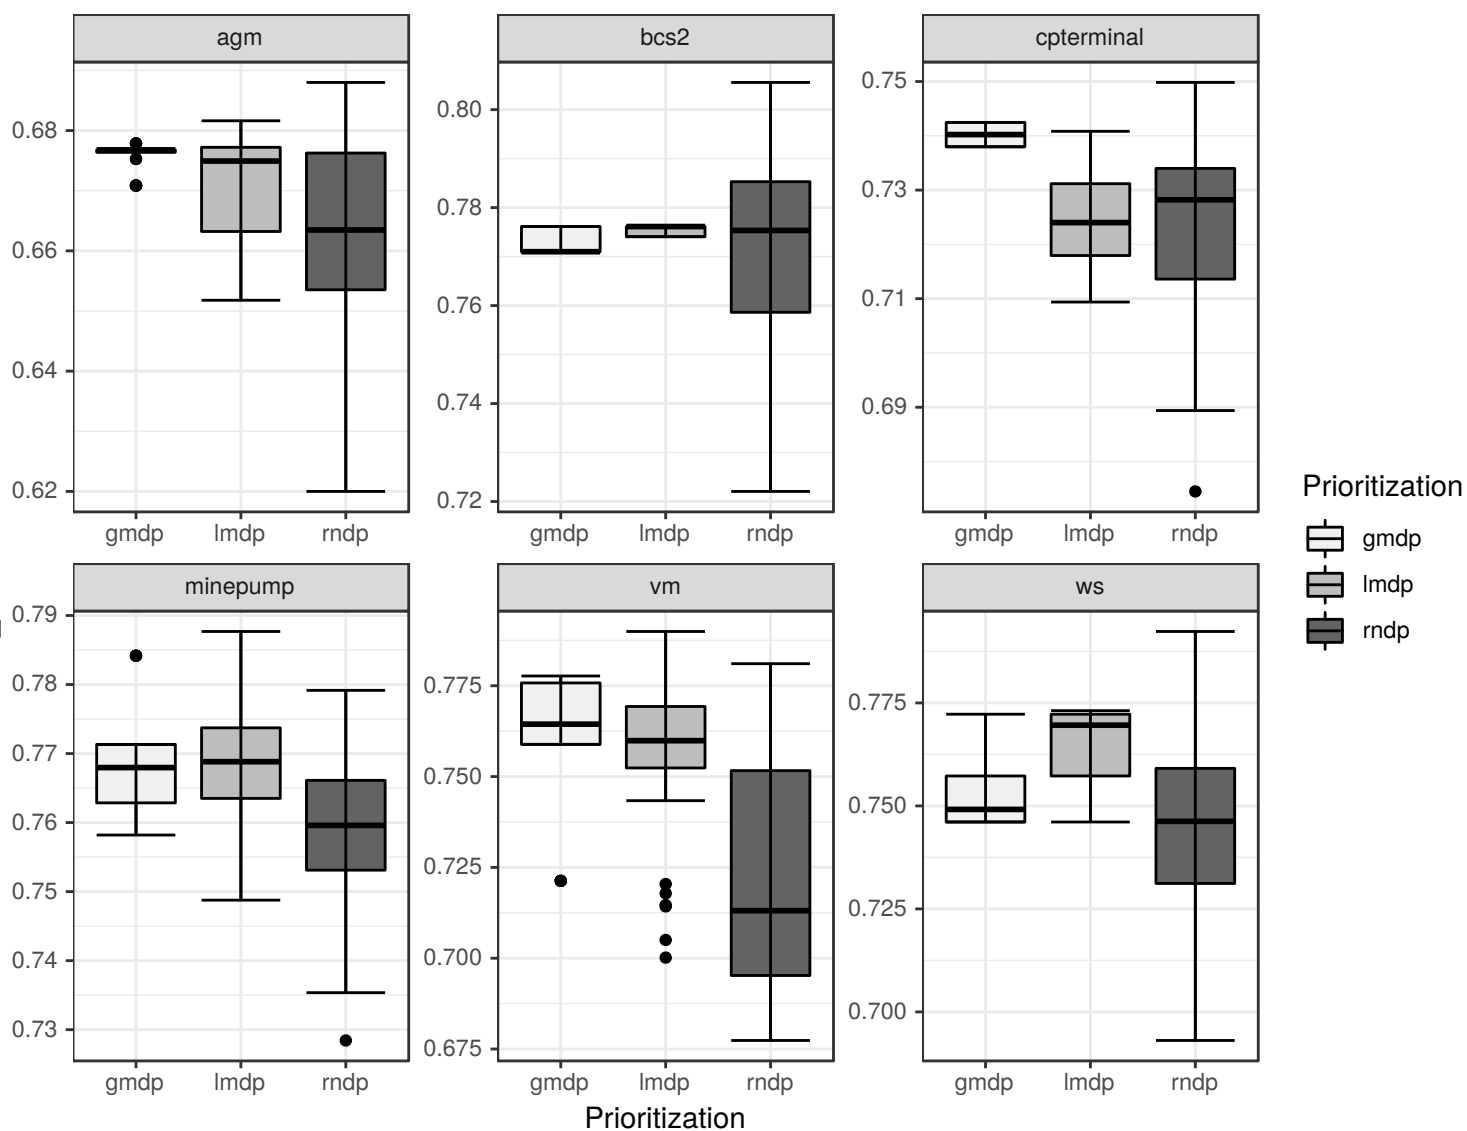 agm
bcs2
cpterminal
0.68
0.66
0.64
0.62
0.80
0.78
0.76
0.74
0.72
0.75
0.73
0.71
0.69
gmdp lmdp rndp
gmdp lmdp rndp
gmdp lmdp rndp
minepump
vm
ws
0.79
0.78
0.77
0.76
0.75
0.74
0.73
0.775
0.750
0.725
0.700
0.675
0.775
0.750
0.725
0.700
gmdp lmdp rndp
gmdp lmdp rndp
gmdp lmdp rndp
Prioritization
Prioritization
gmdp
lmdp
rndp